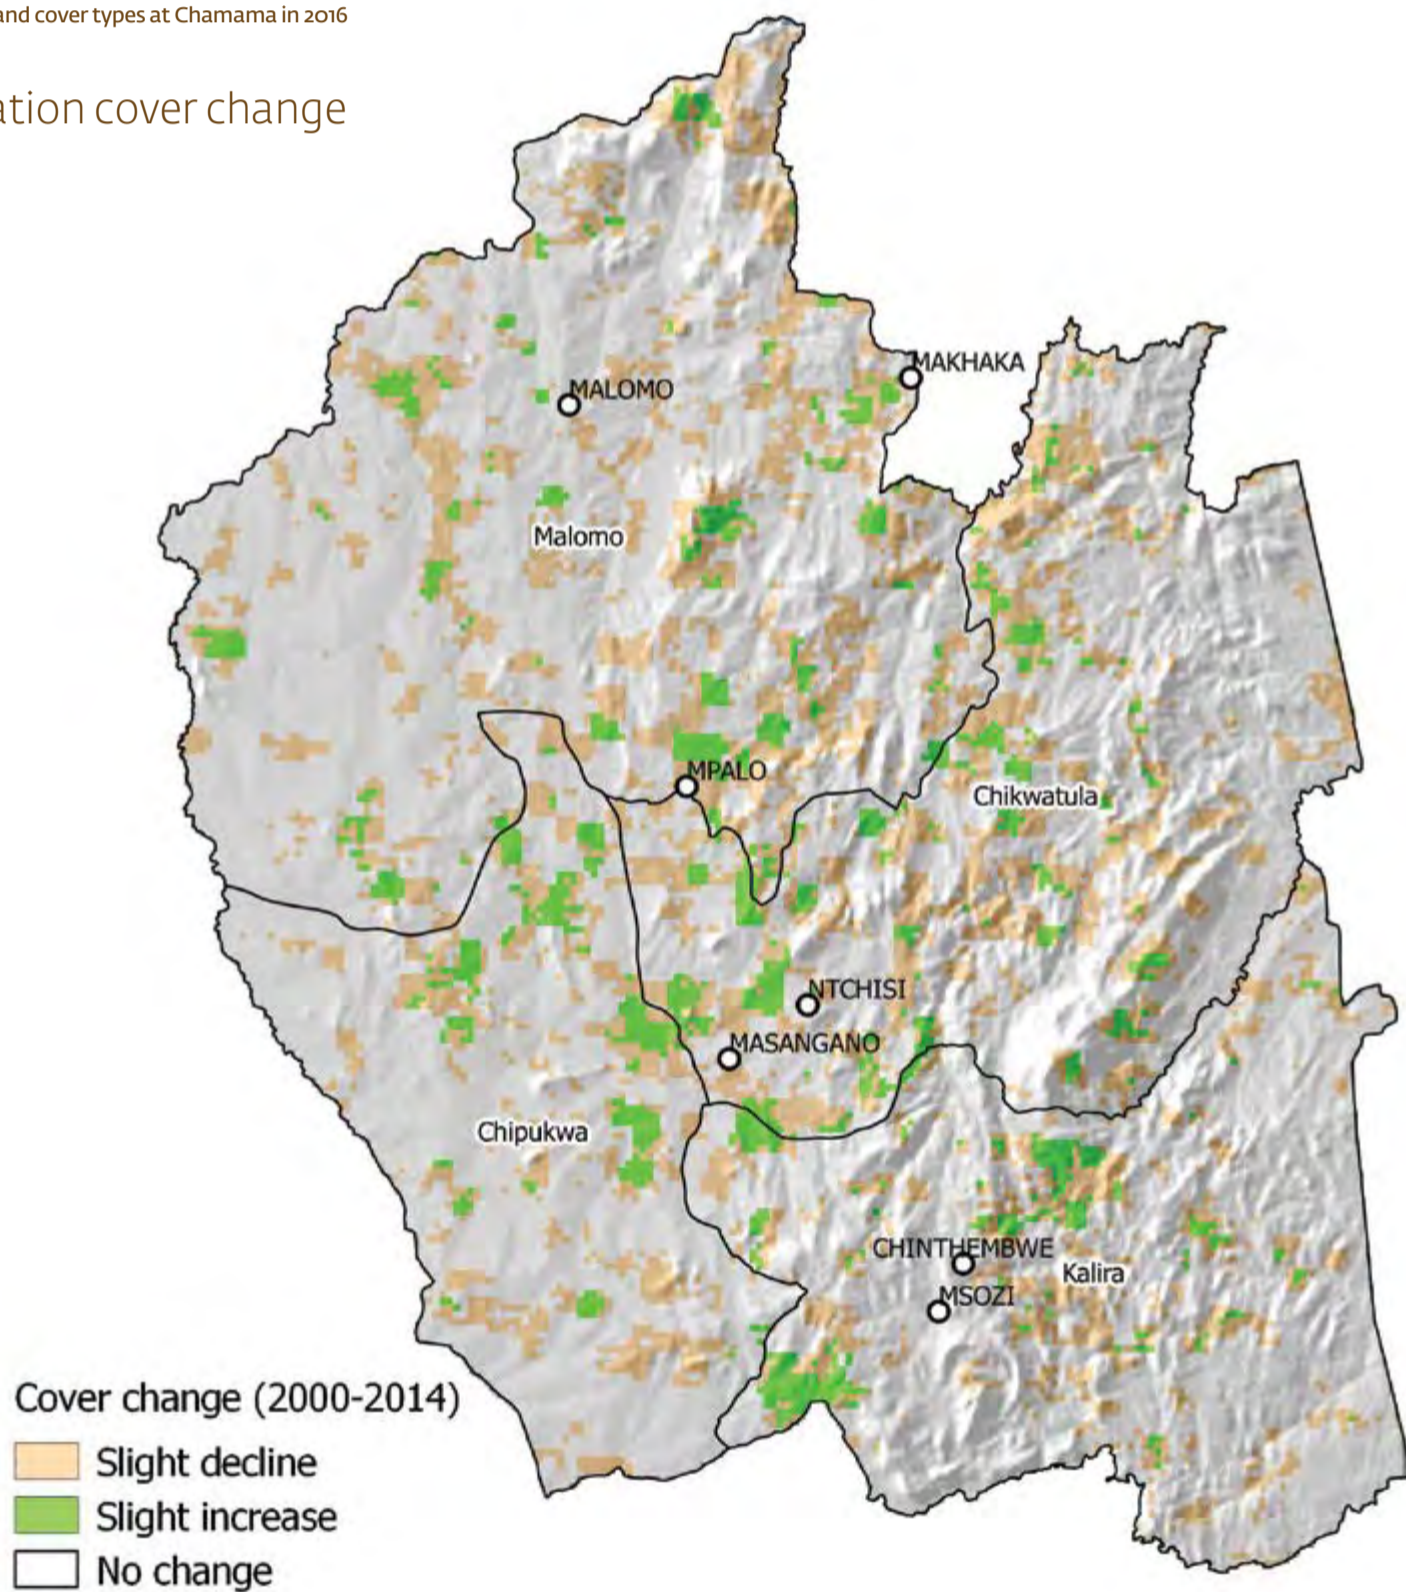 and cover types at Chamama in 2016
ation cover change
MAKHAKA
MALOMO
Malomo
MPALO
Chikwatula
NTCHISI
MASANGANO
Chipukwa
CHINTHEMBWE
Kalira
MSOZI
Cover change (2000-2014)
Slight decline
Slight increase
No change